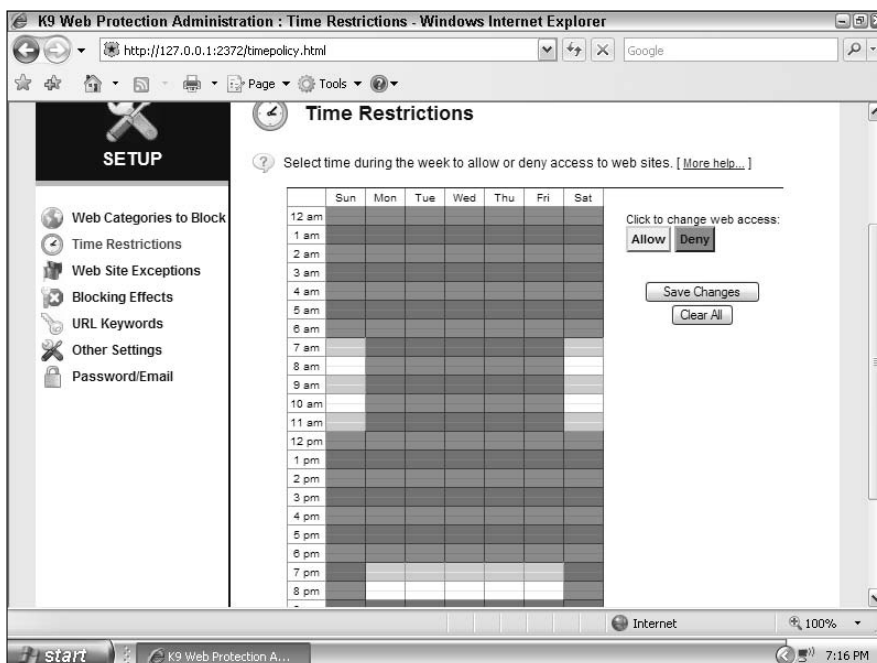 K9 Web Protection Administration : Time Restrictions - Windows Internet Explorer
http://127.0.0.1:2372/timepolicy.html
Google
Page
Tools
SETUP
Web Categories to Block
Time Restrictions
Web Site Exceptions
Blocking Effects
URL Keywords
Other Settings
Password/Email
Time Restrictions
Select time during the week to allow or deny access to web sites. [ More help... ]
Sun Mon Tue Wed Thu Fri Sat
12 am
1 am
2 am
3 am
4 am
5 am
6 am
7 am
8 am
9 am
10 am
11 am
12 pm
1 pm
2 pm
3 pm
4 pm
5 pm
6 pm
7 pm
8 pm
Click to change web access:
Allow Deny
Save Changes
Clear All
Internet
100%
start
K9 Web Protection A...
7:16 PM